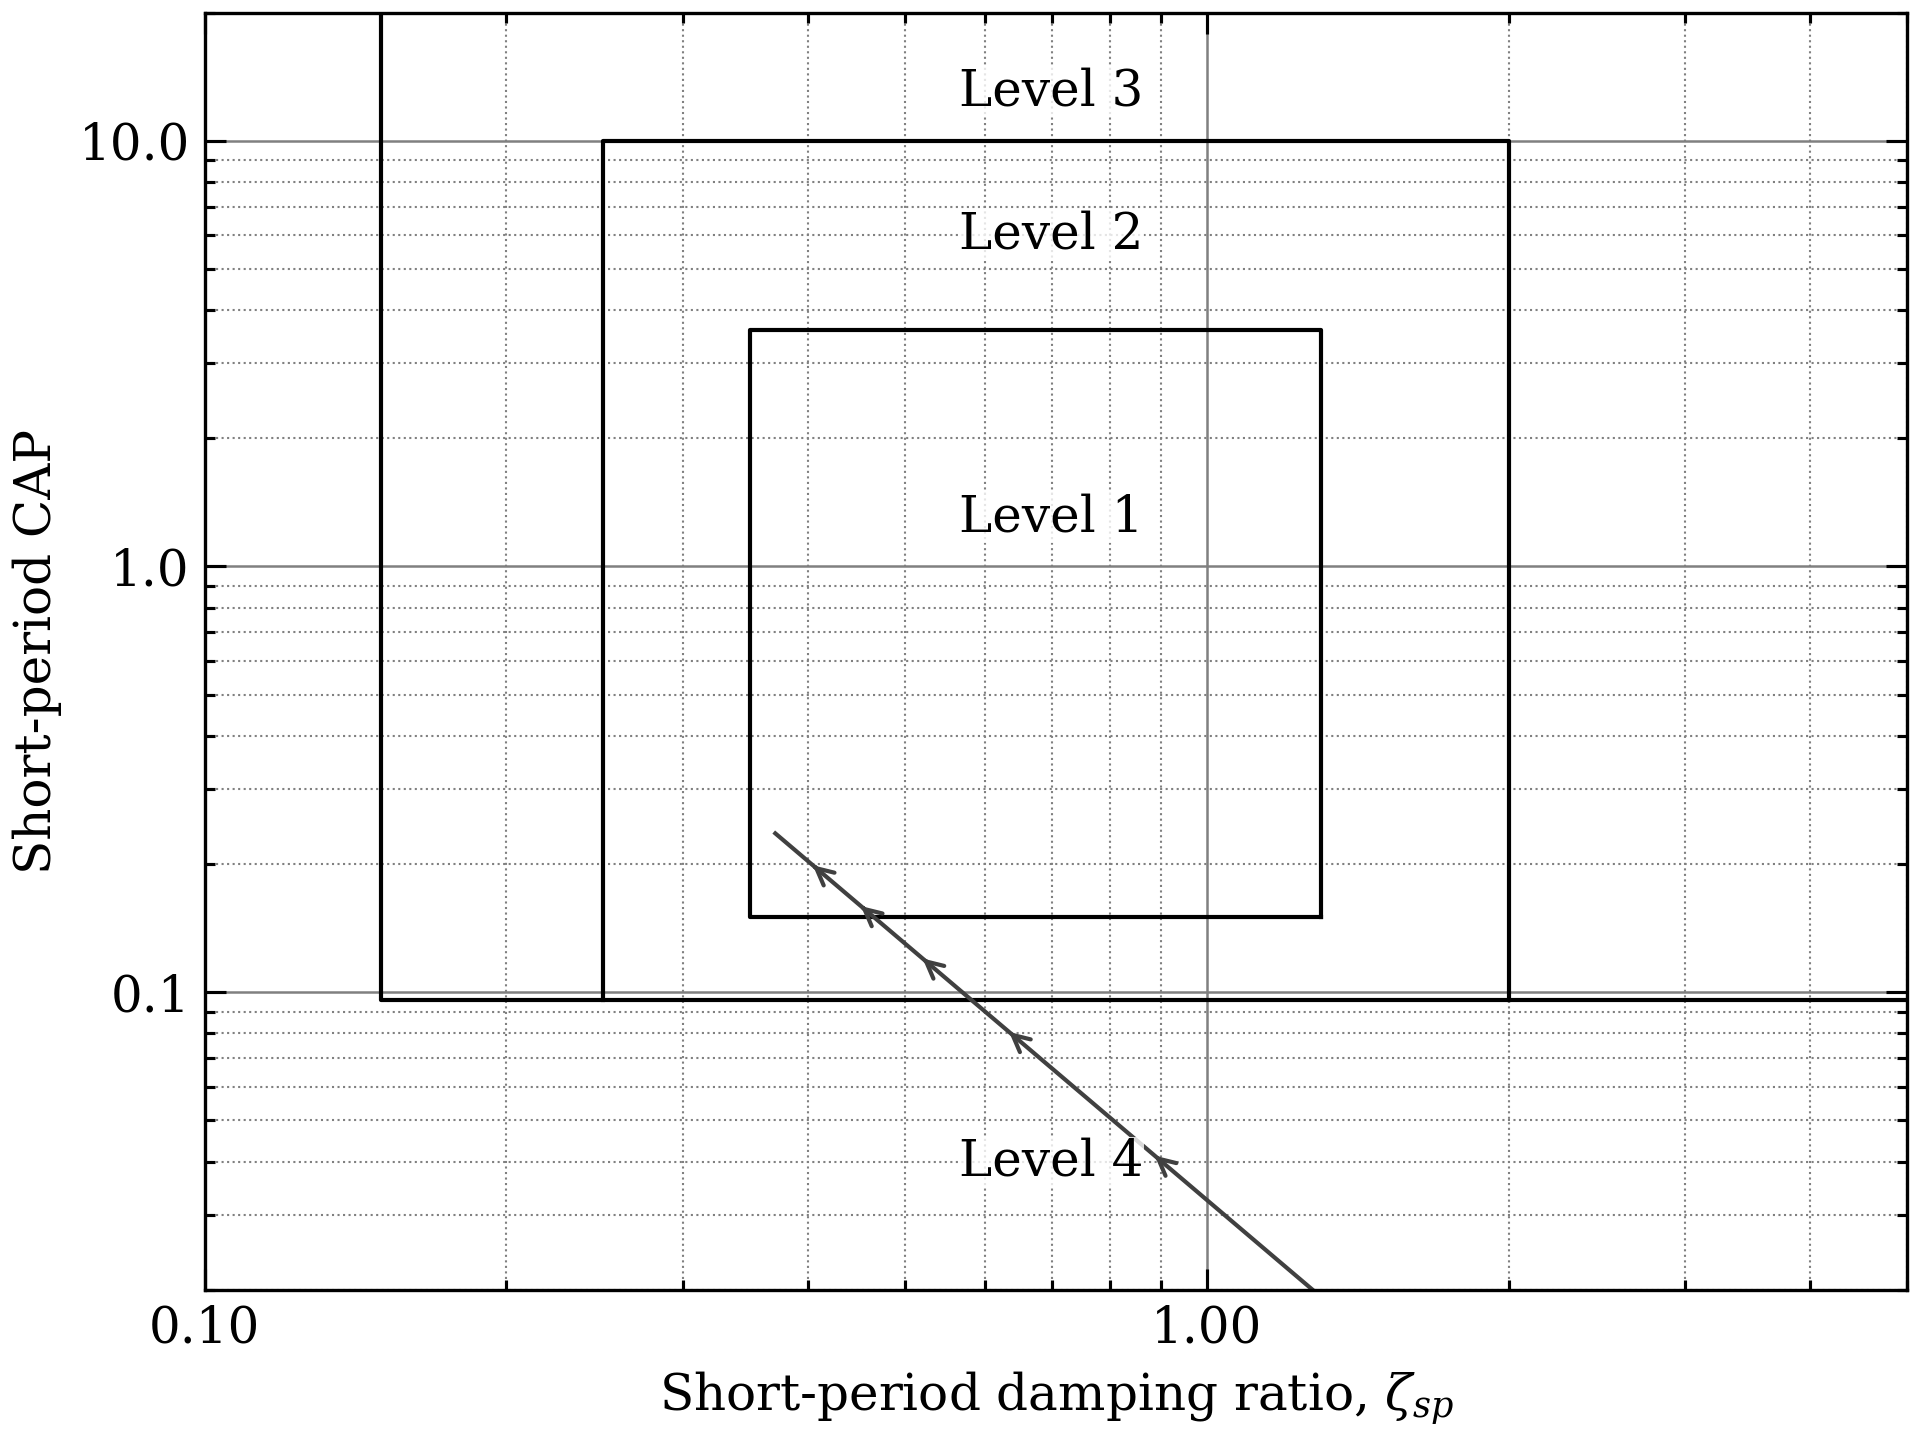 Level 3
10.0
Level 2
Level 1
1.0
0.1
Level 4
0.10
1.00
Short-period CAP
Short-period damping ratio, ζsp